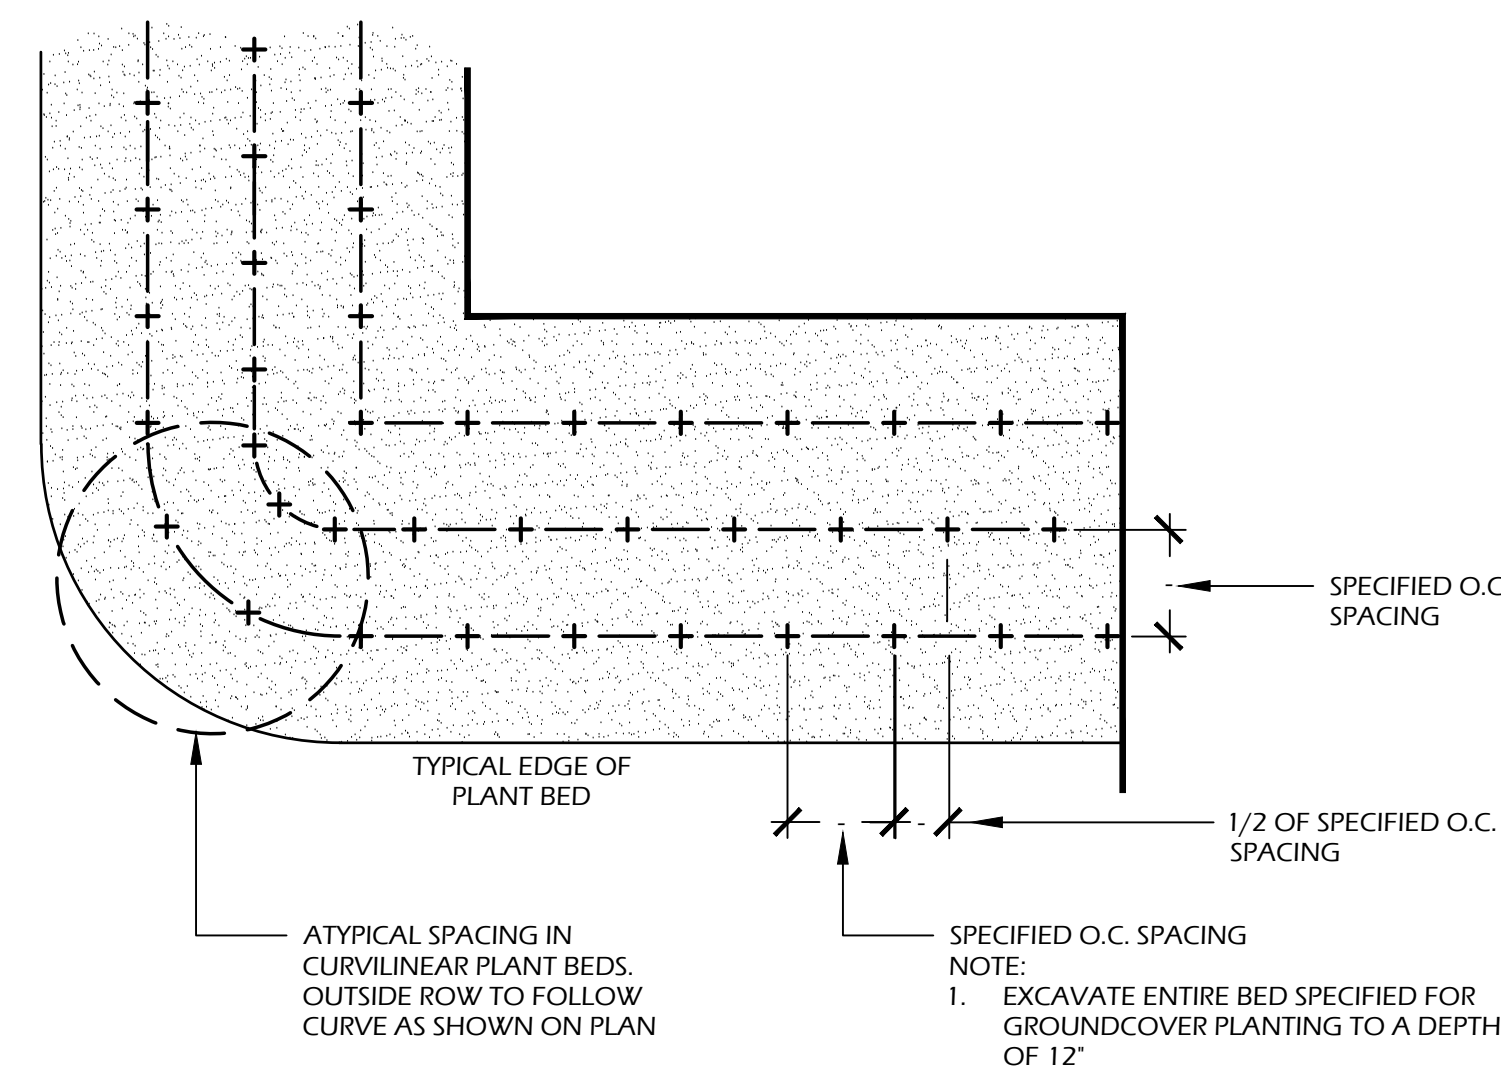 SPECIFIED O.C
SPACING
TYPICAL EDGE OF
PLANT BED
1/2 OF SPECIFIED O.C.
SPACING
ATYPICAL SPACING IN
CURVILINEAR PLANT BEDS.
OUTSIDE ROW TO FOLLOW
CURVE AS SHOWN ON PLAN
SPECIFIED O.C. SPACING
NOTE:
1. EXCAVATE ENTIRE BED SPECIFIED FOR
GROUNDCOVER PLANTING TO A DEPTH
OF 12"